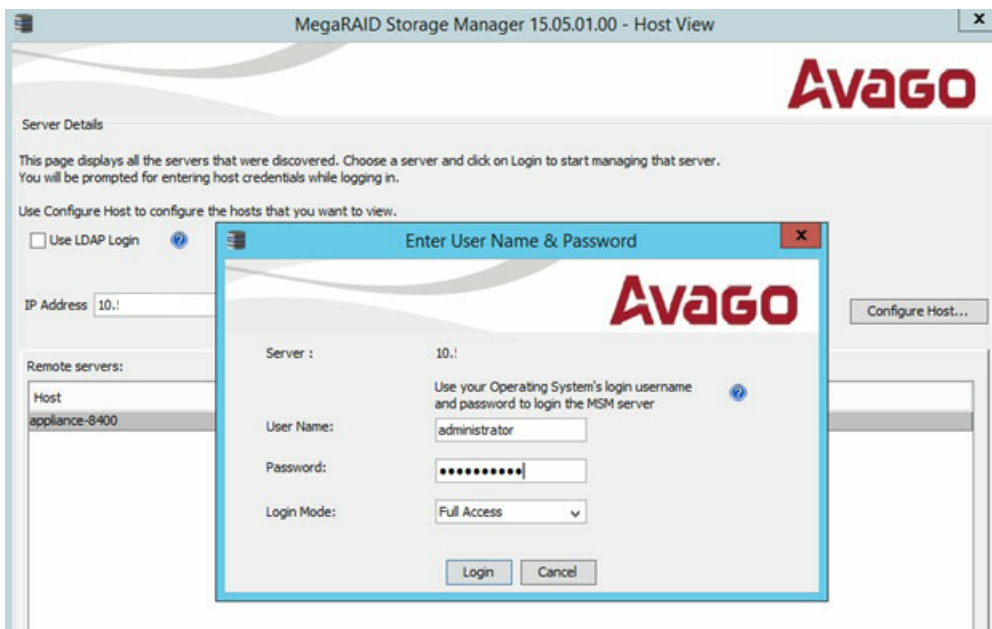 MegaRAID Storage Manager 15.05.01.00 - Host View
x
AVAGO
Server Details
This page displays all the servers that were discovered. Choose a server and click on Login to start managing that server.
You will be prompted for entering host credentials while logging in.
Use Configure Host to configure the hosts that you want to view.
Use LDAP Login ?
IP Address 10.
Configure Host...
Remote servers:
Host
appliance-8400
Enter User Name & Password
x
AVAGO
Server : 10.
Use your Operating System's login username
and password to login the MSM server
?
User Name: administrator
Password: ●●●●●●●●●●
Login Mode: Full Access
Login Cancel